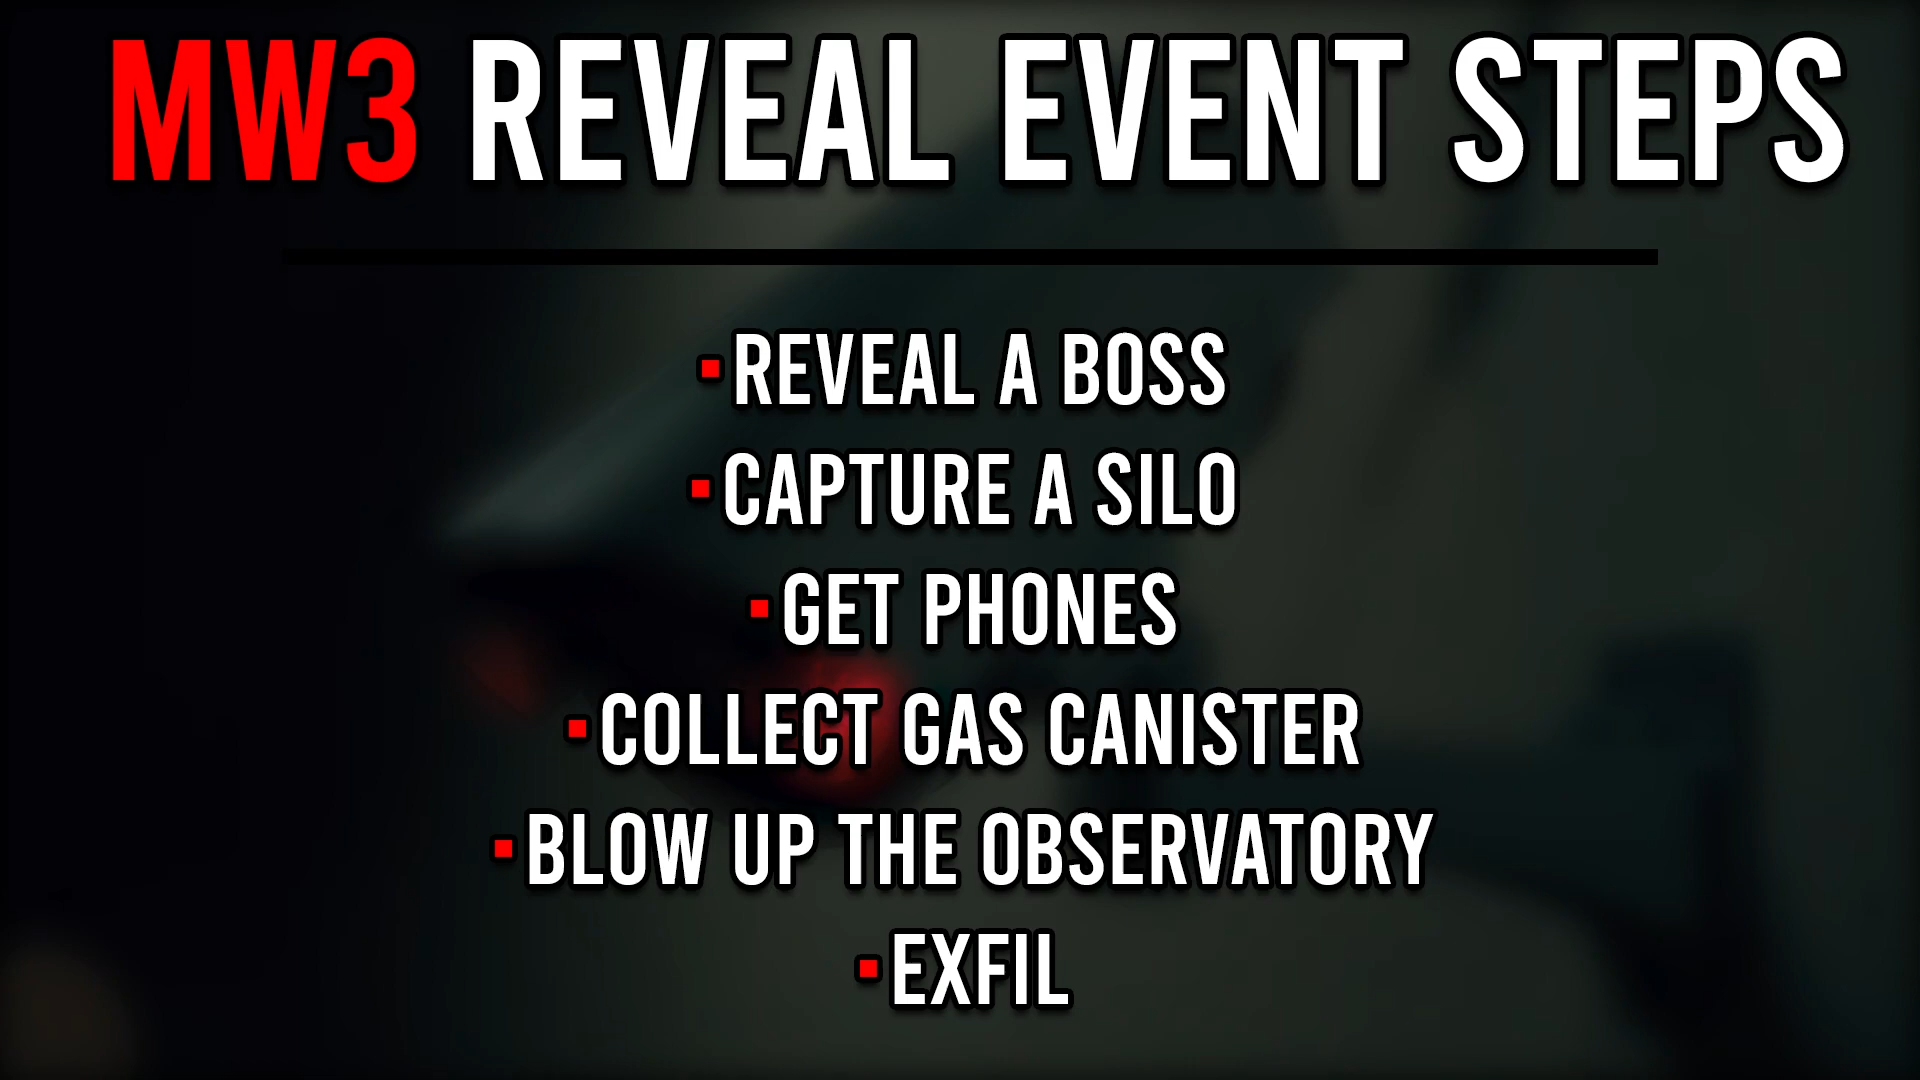 MW3 REVEAL EVENT STEPS
▪REVEAL A BOSS
▪CAPTURE A SILO
▪GET PHONES
▪COLLECT GAS CANISTER
▪BLOW UP THE OBSERVATORY
▪EXFIL